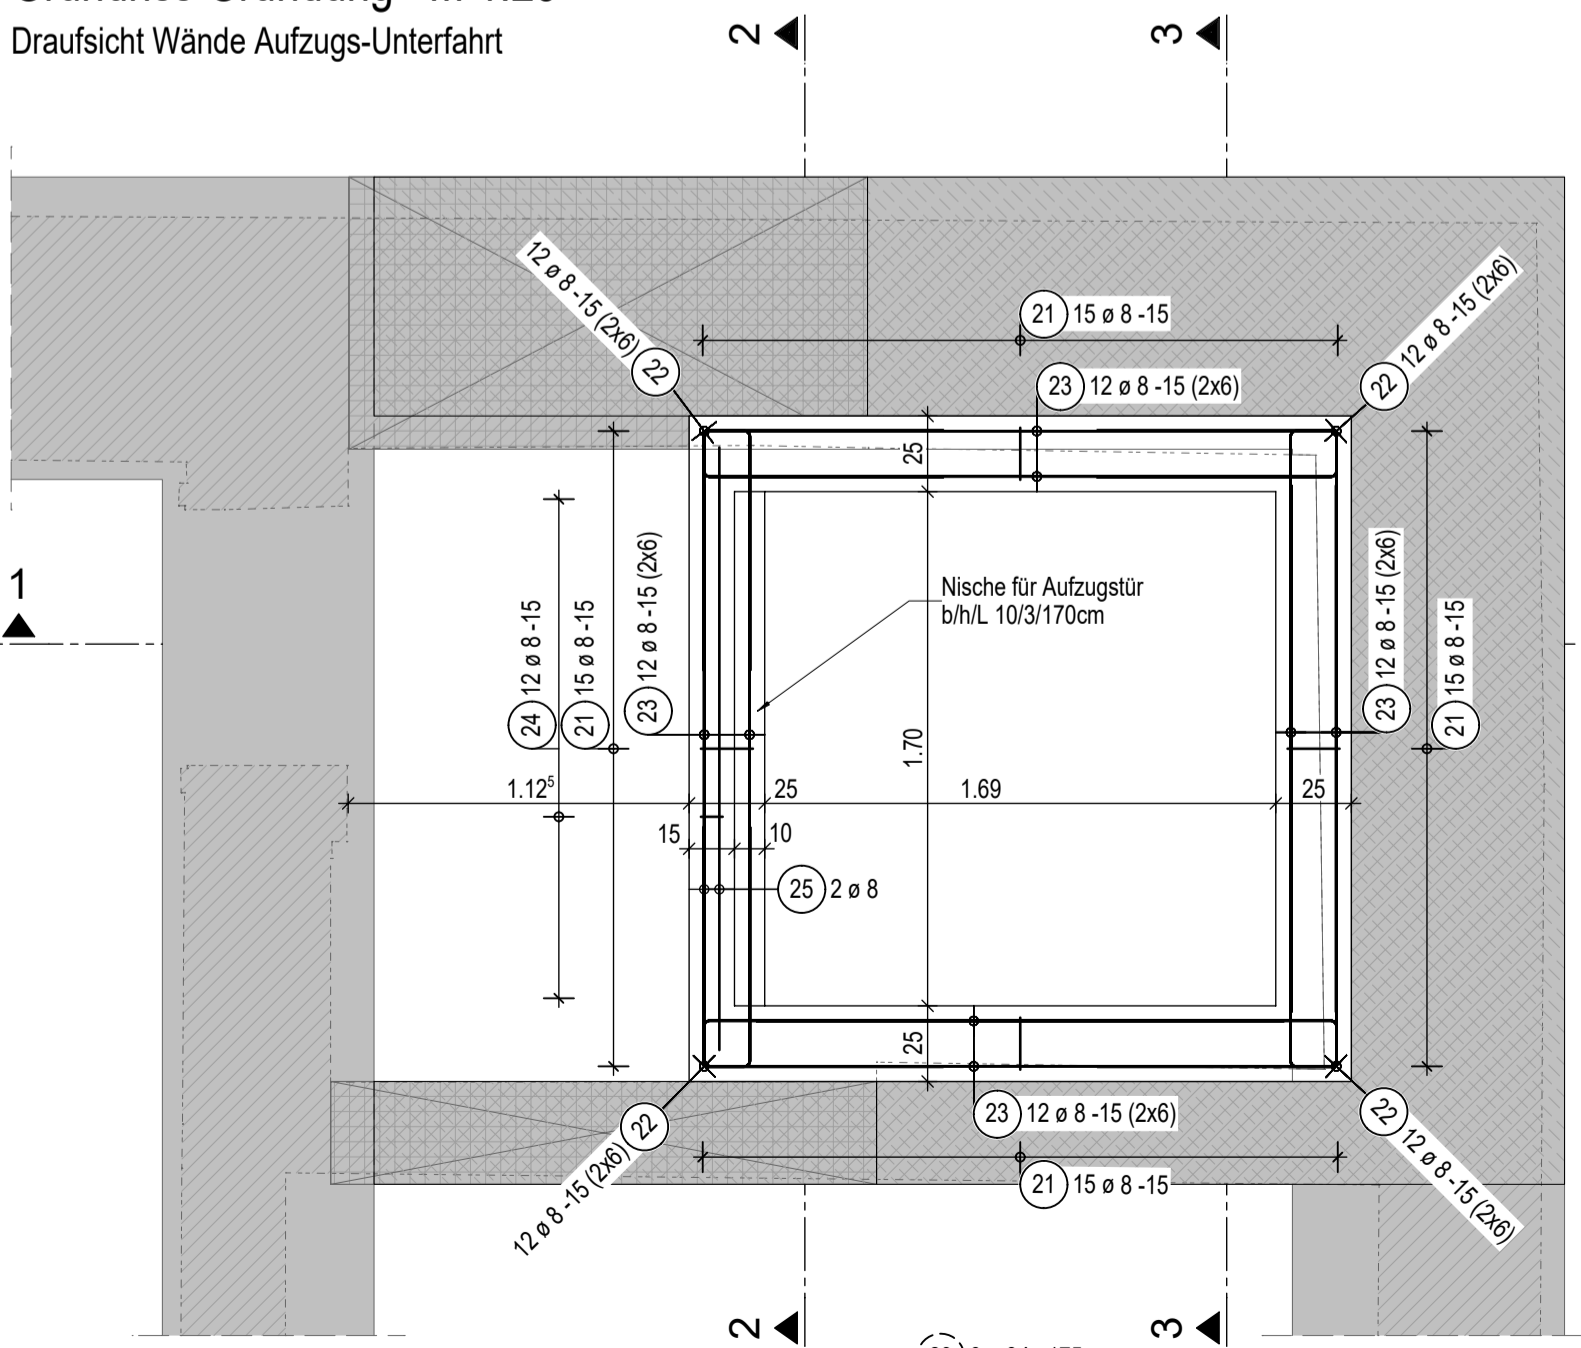 Draufsicht Wände Aufzugs-Unterfahrt
2
3
12 ø 8 -15 (2x6) 22
21 15 ø 8 -15
22 12 ø 8 -15 (2x6)
23 12 ø 8 -15 (2x6)
25
1
24 12 ø 8 -15
21 15 ø 8 -15
23 12 ø 8 -15 (2x6)
Nische für Aufzugstür
b/h/L 10/3/170cm
23 12 ø 8 -15 (2x6)
21 15 ø 8 -15
1.70
1.12⁵
25
1.69
25
15
10
25 2 ø 8
25
23 12 ø 8 -15 (2x6)
21 15 ø 8 -15
12 ø 8 -15 (2x6) 22
22 12 ø 8 -15 (2x6)
2
3